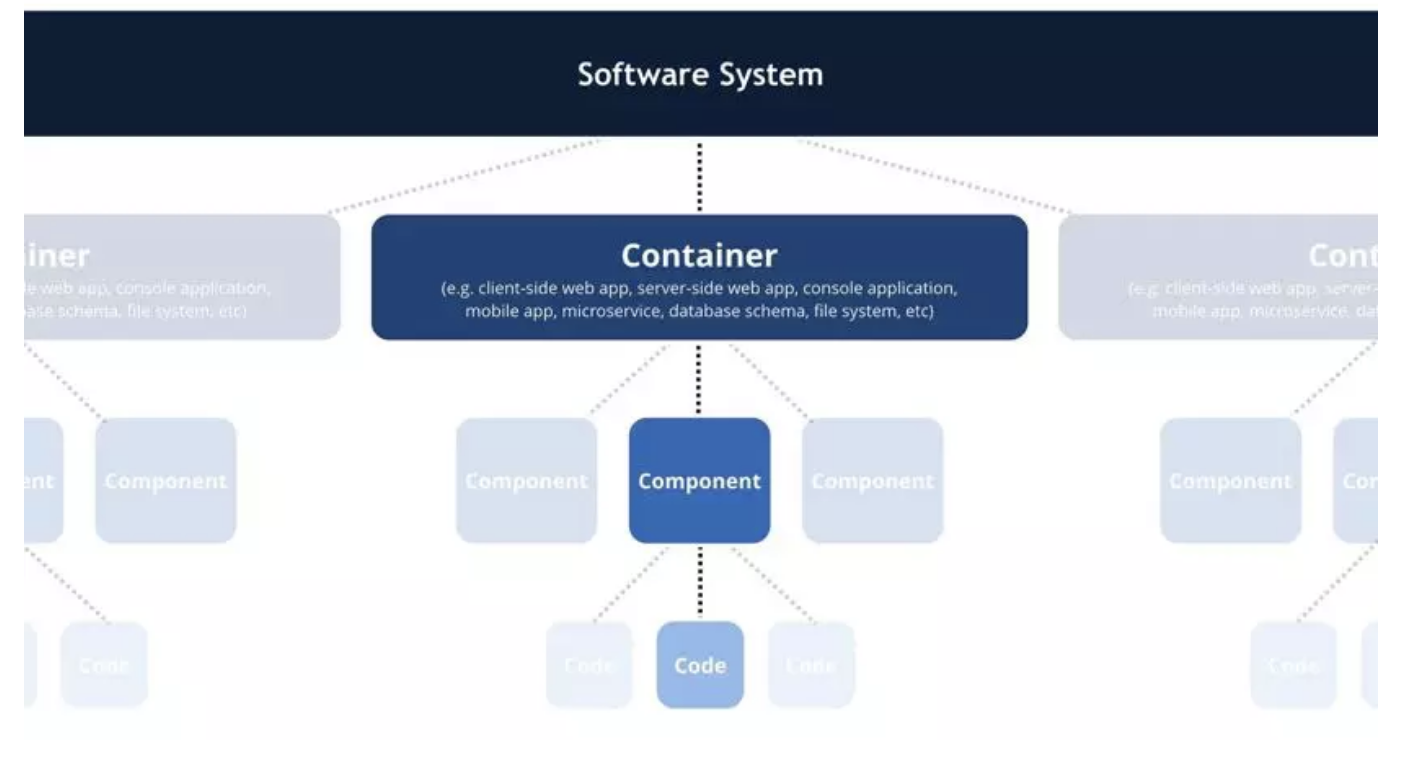 Software System
iner
Container
Cont
e web app, console application,
(e.g. client-side web app, server-side web app, console application,
(e.g. client-side web app, server-
ase schema, file system, etc)
mobile app, microservice, database schema, file system, etc)
mobile app, microservice, dat
ent
Component
Component
Component
Component
Component
Cor
Code
Code
Code
Code
Code